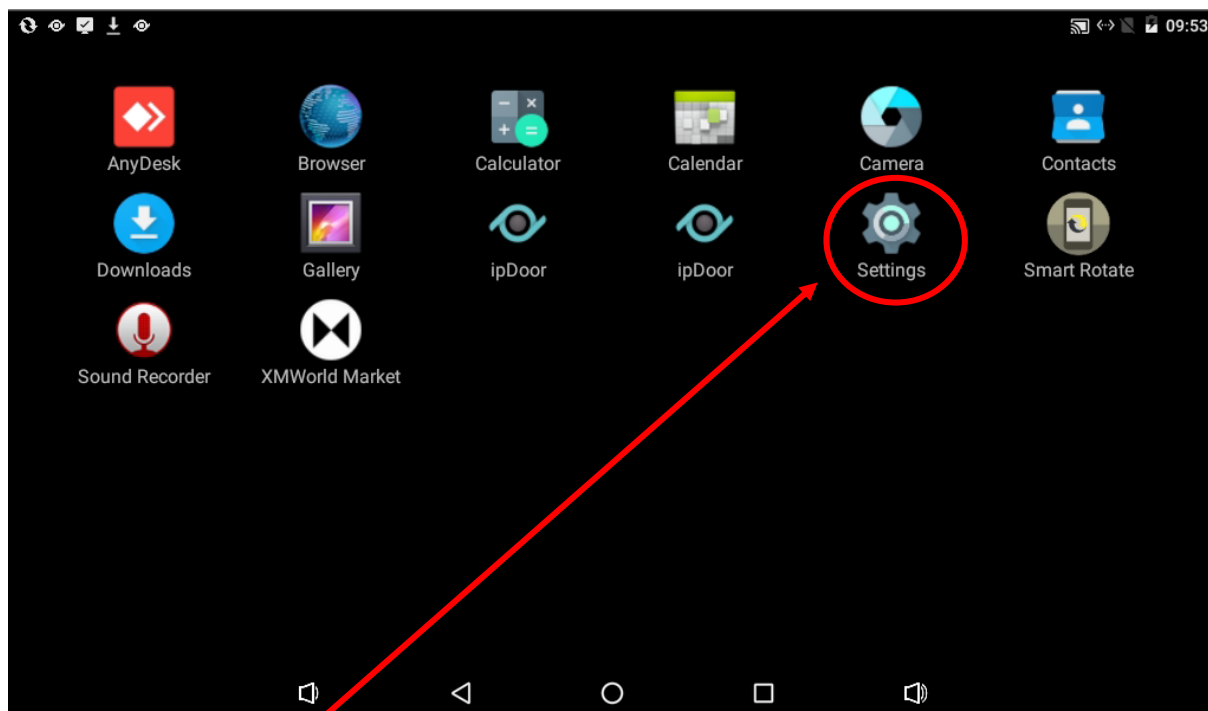 09:53
AnyDesk Browser Calculator Calendar Camera Contacts
Downloads Gallery ipDoor ipDoor Settings Smart Rotate
Sound Recorder XMWorld Market